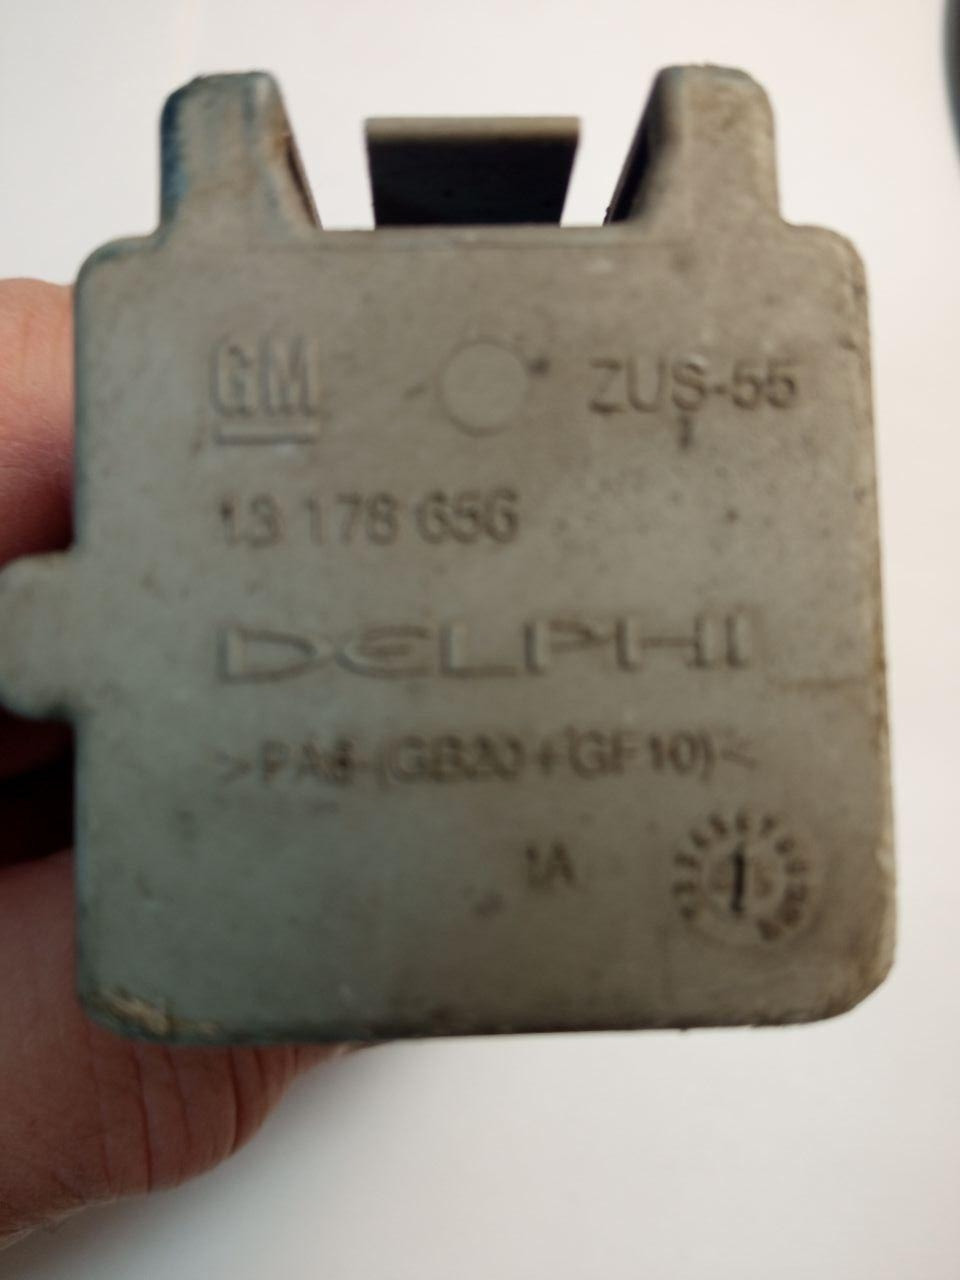 GM ZUS-55
13 178 656
DELPHI
>PA6-(GB20+GF10)<
1A